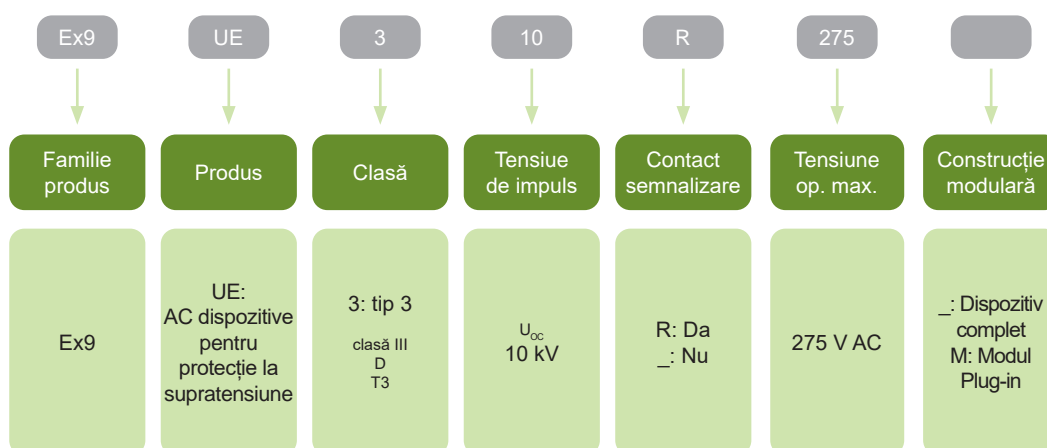 Ex9
UE
3
10
R
275
Familie
produs
Produs
Clasă
Tensiue
de impuls
Contact
semnalizare
Tensiune
op. max.
Construcție
modulară
Ex9
UE:
AC dispozitive
pentru
protecție la
supratensiune
3: tip 3
clasă III
D
T3
Uoc
10 kV
R: Da
_: Nu
275 V AC
_: Dispozitiv
complet
M: Modul
Plug-in